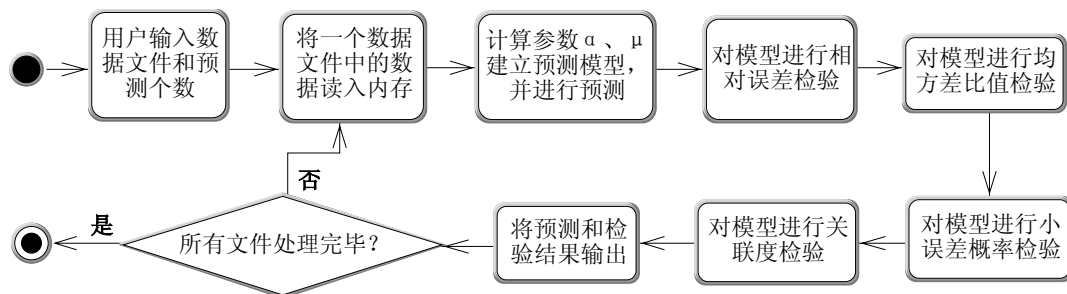 用户输入数
据文件和预
测个数
将一个数据
文件中的数
据读入内存
计算参数α、μ
建立预测模型，
并进行预测
对模型进行相
对误差检验
对模型进行均
方差比值检验
对模型进行小
误差概率检验
对模型进行关
联度检验
将预测和检
验结果输出
所有文件处理完毕？
否
是